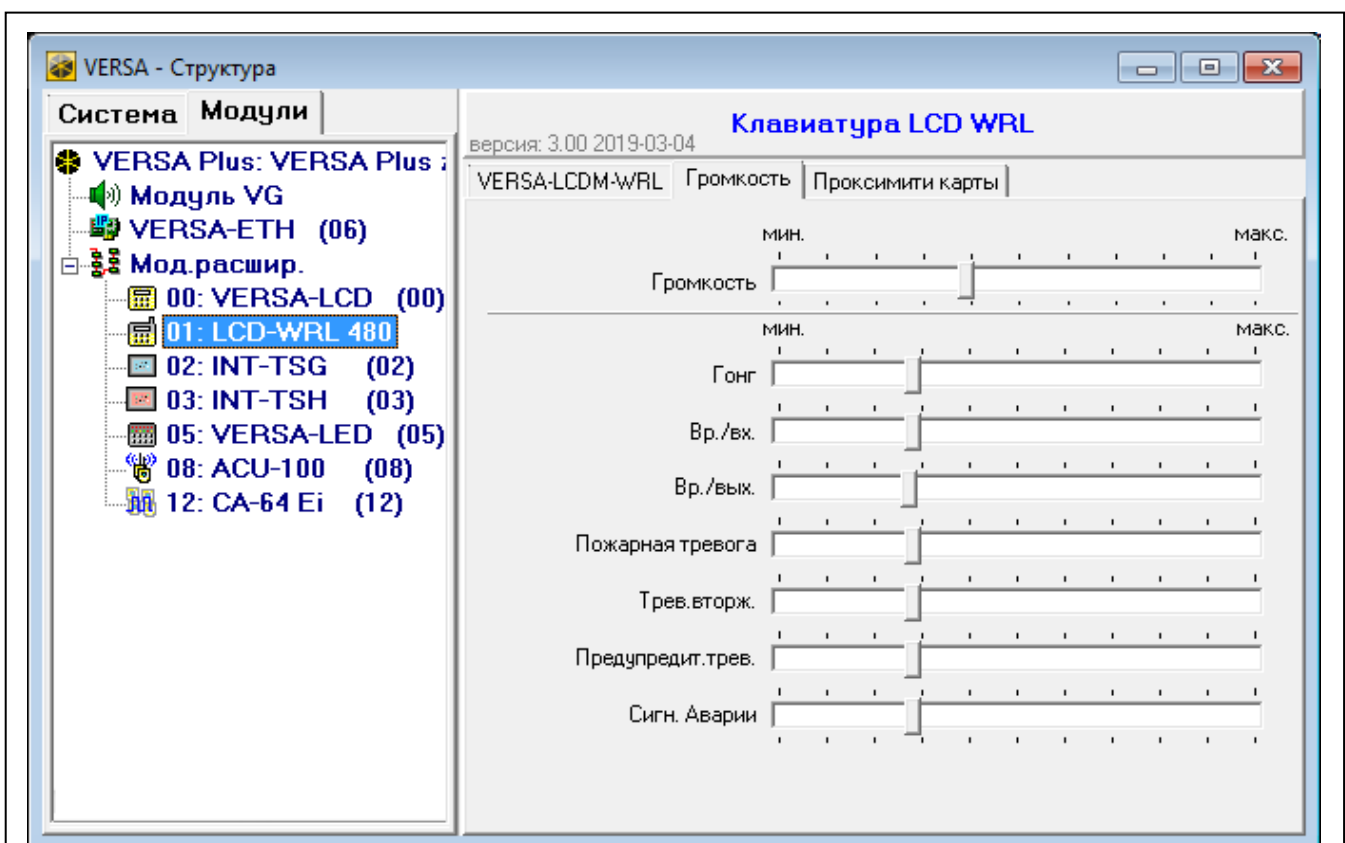 VERSA - Структура
Система Модули
VERSA Plus: VERSA Plus
Модуль VG
VERSA-ETH (06)
Мод.расшир.
00: VERSA-LCD (00)
01: LCD-WRL 480
02: INT-TSG (02)
03: INT-TSH (03)
05: VERSA-LED (05)
08: ACU-100 (08)
12: CA-64 Ei (12)
Клавиатура LCD WRL
версия: 3.00 2019-03-04
VERSA-LCDM-WRL Громкость Проксимити карты
мин. макс.
Громкость
мин. макс.
Гонг
Вр./вх.
Вр./вых.
Пожарная тревога
Трев.вторж.
Предупредит.трев.
Сигн. Аварии